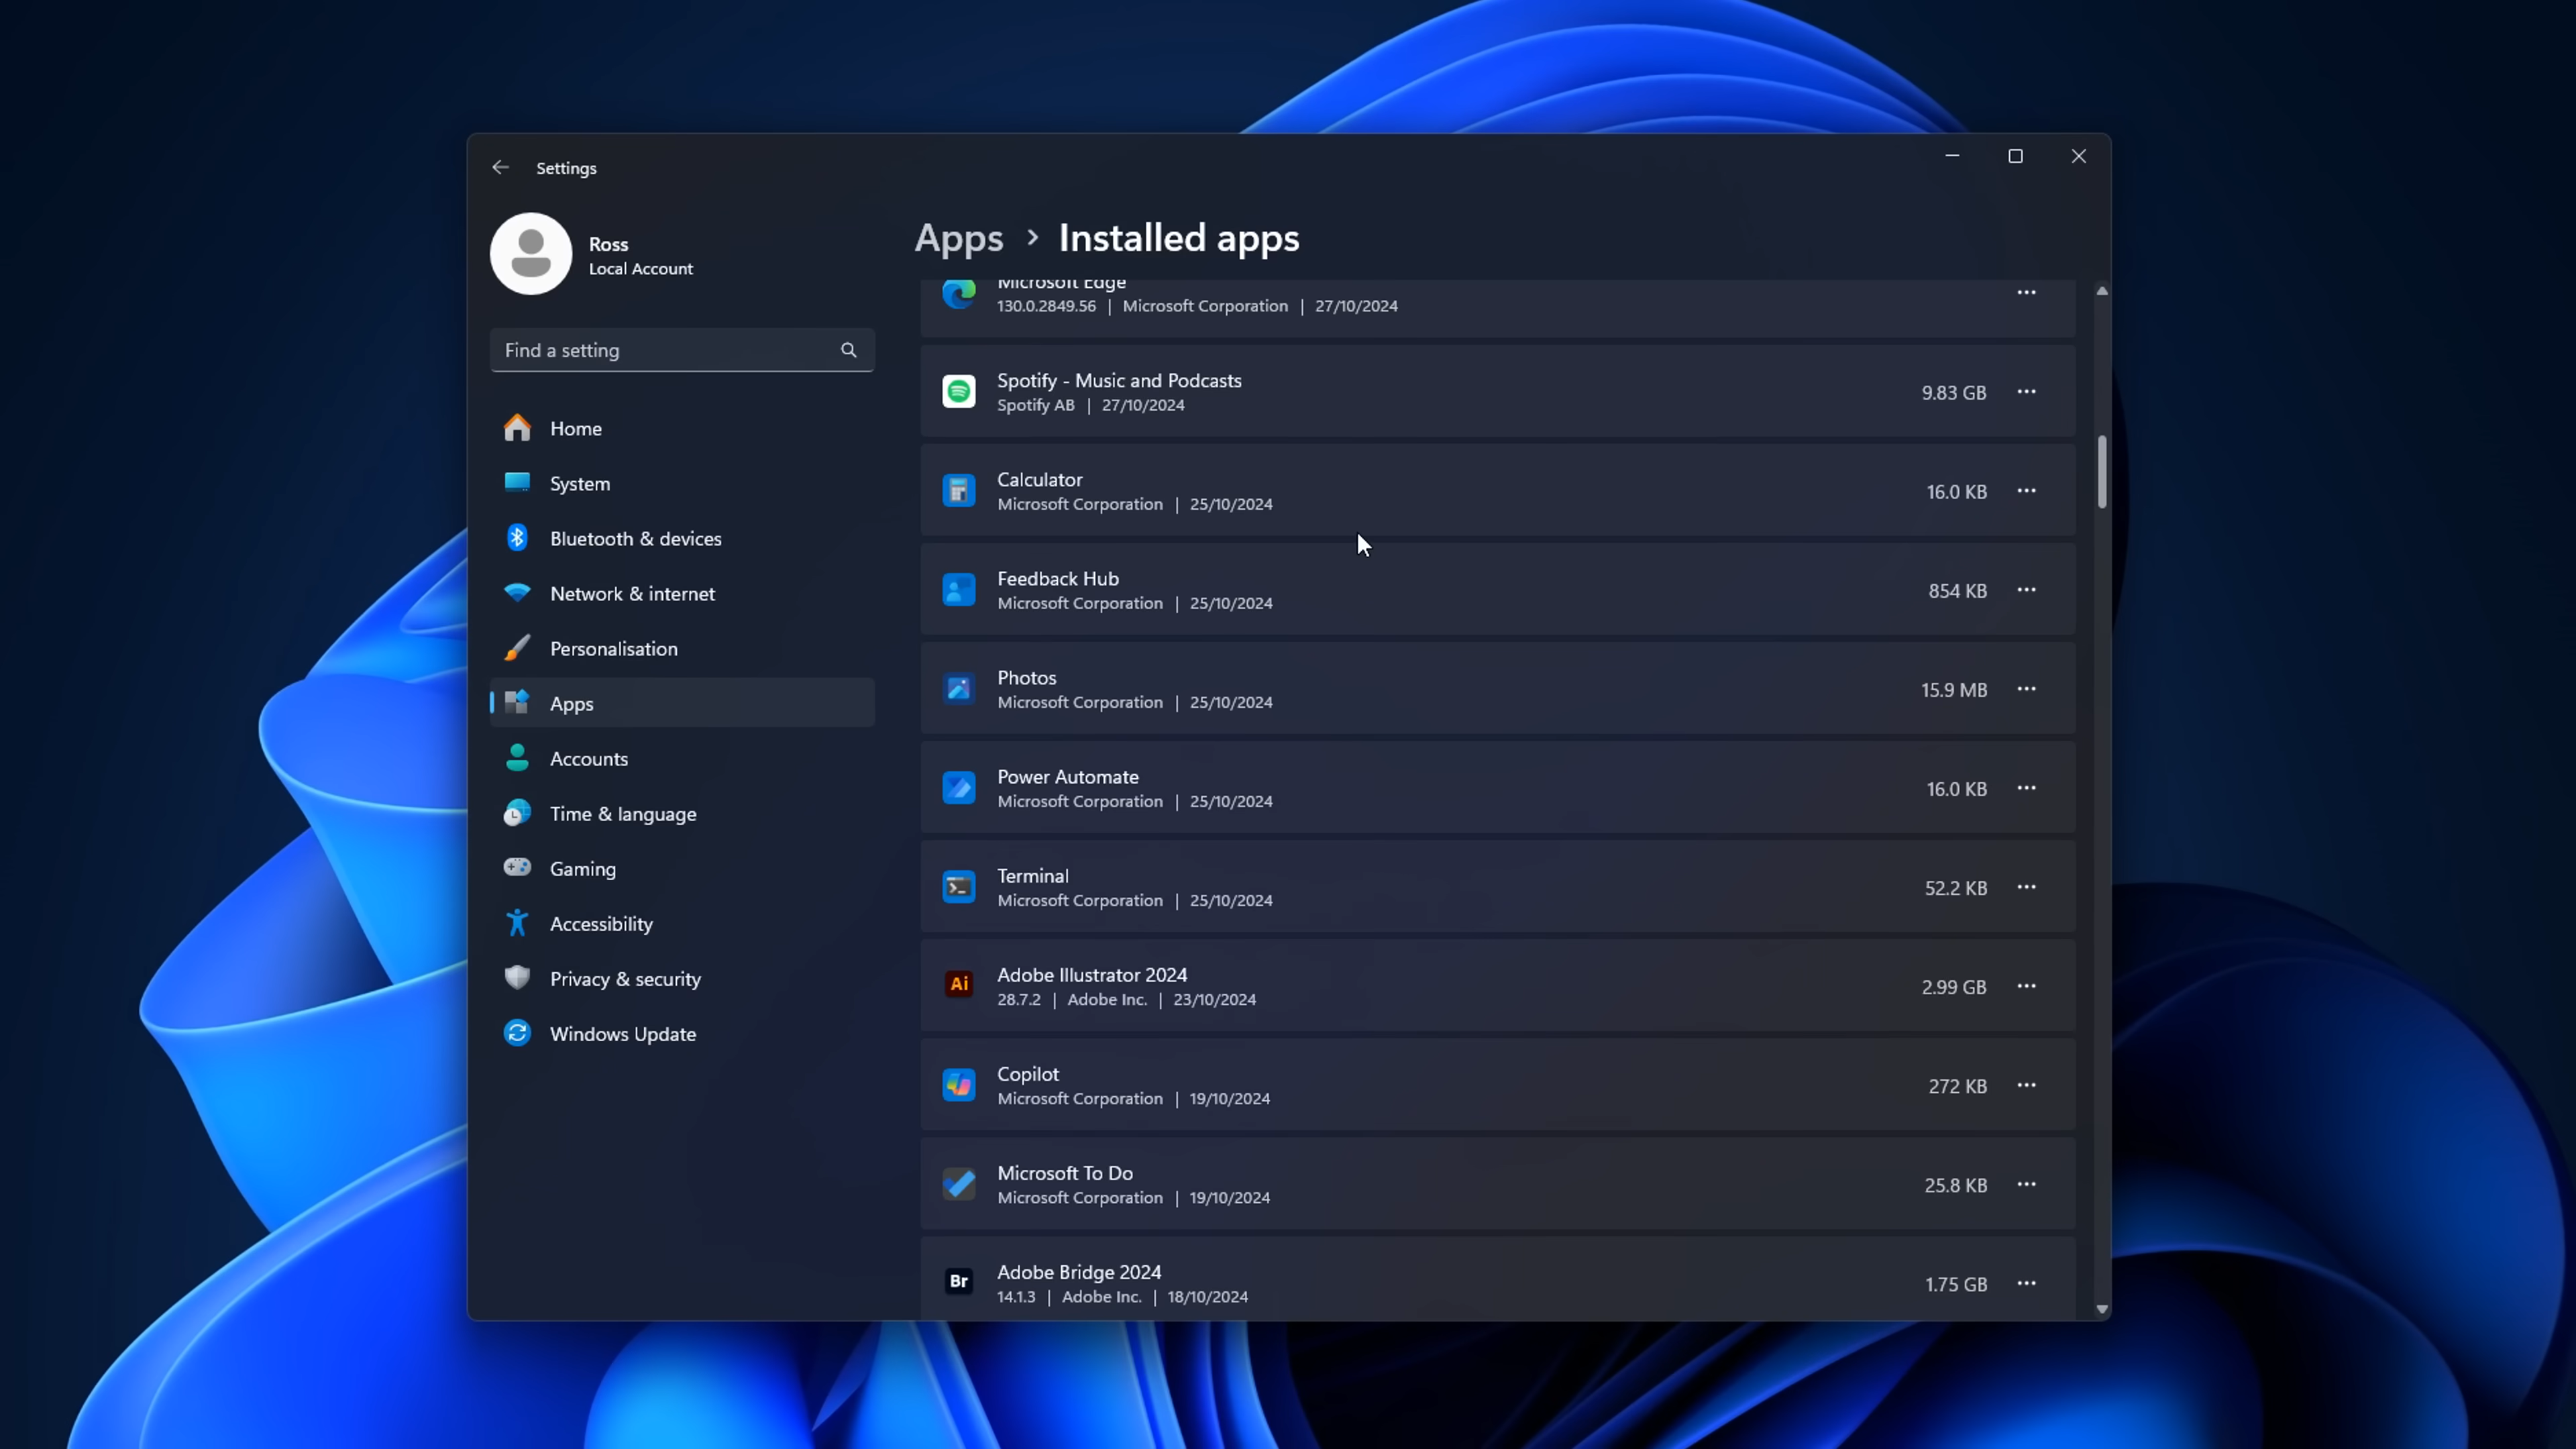 Settings
Ross
Local Account
Find a setting
Home
System
Bluetooth & devices
Network & internet
Personalisation
Apps
Accounts
Time & language
Gaming
Accessibility
Privacy & security
Windows Update
Apps > Installed apps
Microsoft Edge
130.0.2849.56 | Microsoft Corporation | 27/10/2024
Spotify - Music and Podcasts
Spotify AB | 27/10/2024
9.83 GB
Calculator
Microsoft Corporation | 25/10/2024
16.0 KB
Feedback Hub
Microsoft Corporation | 25/10/2024
854 KB
Photos
Microsoft Corporation | 25/10/2024
15.9 MB
Power Automate
Microsoft Corporation | 25/10/2024
16.0 KB
Terminal
Microsoft Corporation | 25/10/2024
52.2 KB
Ai
Adobe Illustrator 2024
28.7.2 | Adobe Inc. | 23/10/2024
2.99 GB
Copilot
Microsoft Corporation | 19/10/2024
272 KB
Microsoft To Do
Microsoft Corporation | 19/10/2024
25.8 KB
Br
Adobe Bridge 2024
14.1.3 | Adobe Inc. | 18/10/2024
1.75 GB